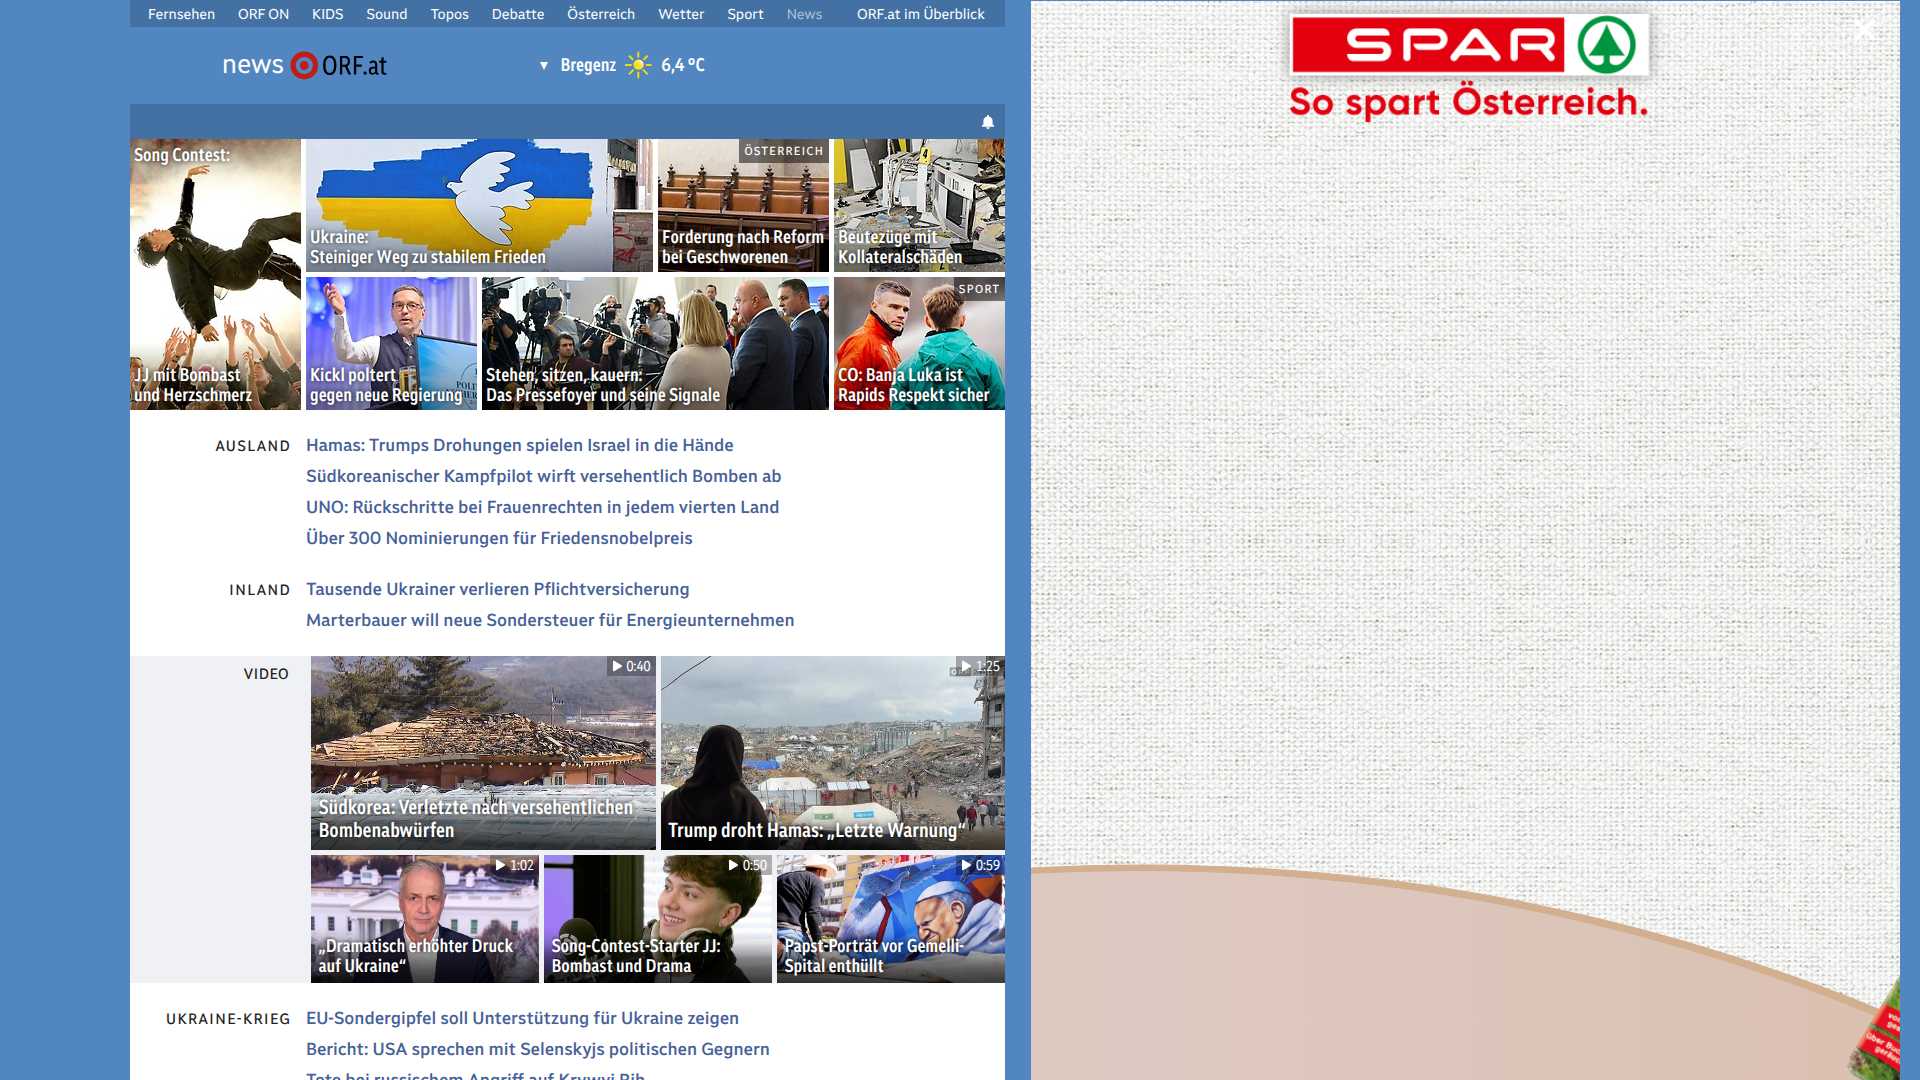 Fernsehen ORF ON KIDS Sound Topos Debatte Österreich Wetter Sport News ORF.at im Überblick
news ORF.at
Bregenz 6,4 °C
SPAR
So spart Österreich.
Song Contest:
JJ mit Bombast
und Herzschmerz
Ukraine:
Steiniger Weg zu stabilem Frieden
ÖSTERREICH
Forderung nach Reform
bei Geschworenen
Beutezüge mit
Kollateralschäden
Kickl poltert
gegen neue Regierung
Stehen, sitzen, kauern:
Das Pressefoyer und seine Signale
SPORT
CO: Banja Luka ist
Rapids Respekt sicher
AUSLAND
Hamas: Trumps Drohungen spielen Israel in die Hände
Südkoreanischer Kampfpilot wirft versehentlich Bomben ab
UNO: Rückschritte bei Frauenrechten in jedem vierten Land
Über 300 Nominierungen für Friedensnobelpreis
INLAND
Tausende Ukrainer verlieren Pflichtversicherung
Marterbauer will neue Sondersteuer für Energieunternehmen
VIDEO
0:40
Südkorea: Verletzte nach versehentlichen
Bombenabwürfen
1:25
Trump droht Hamas: „Letzte Warnung“
1:02
„Dramatisch erhöhter Druck
auf Ukraine“
0:50
Song-Contest-Starter JJ:
Bombast und Drama
0:59
Papst-Porträt vor Gemelli-
Spital enthüllt
UKRAINE-KRIEG
EU-Sondergipfel soll Unterstützung für Ukraine zeigen
Bericht: USA sprechen mit Selenskyjs politischen Gegnern
Tote bei russischem Angriff auf Krywyj Rih